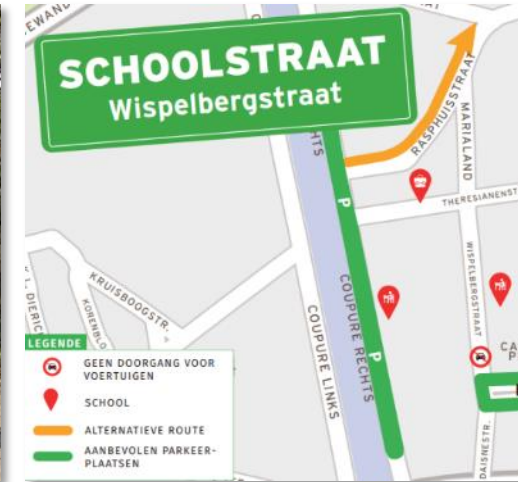 SCHOOLSTRAAT
Wispelbergstraat
RASPHUISSTRAAT
MARIALAND
P
THERESIANENST
KRUISBOOGSTR.
COUPURE LINKS
COUPURE RECHTS
WISPELBERGSTRAAT
P
LEGENDE
GEEN DOORGANG VOOR
VOERTUIGEN
SCHOOL
ALTERNATIEVE ROUTE
AANBEVOLEN PARKEER-
PLAATSEN